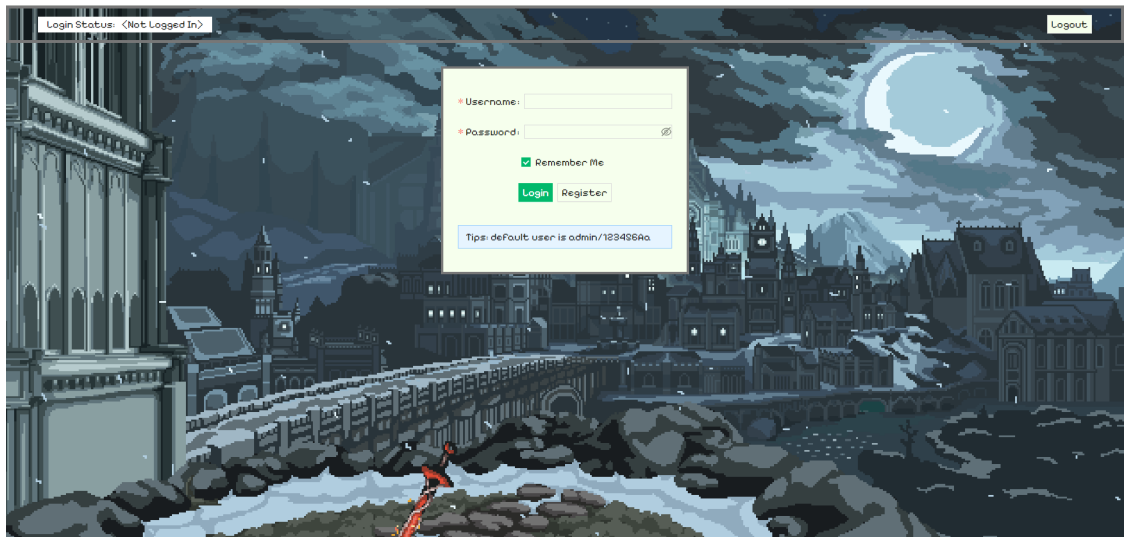 Login Status: <Not Logged In>
Logout
* Username:
* Password:
Remember Me
Login Register
Tips: default user is admin/123456Aa